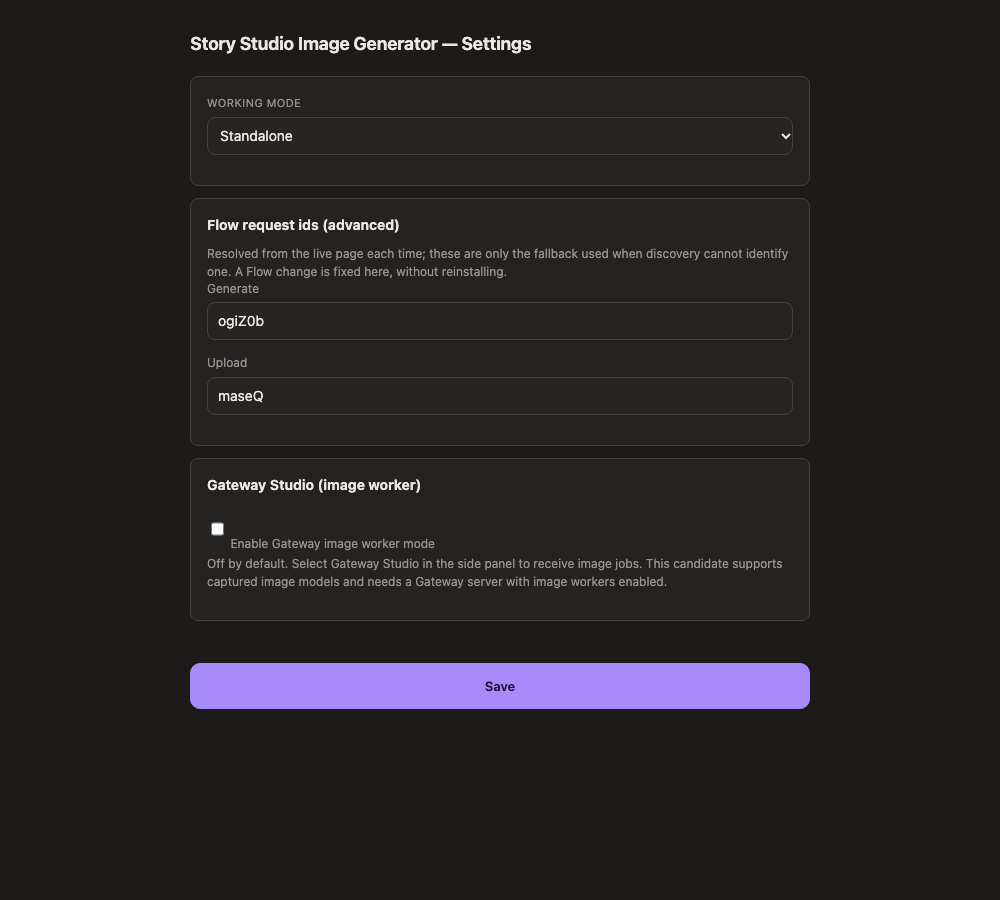 Story Studio Image Generator — Settings
WORKING MODE
Standalone
Flow request ids (advanced)
Resolved from the live page each time; these are only the fallback used when discovery cannot identify
one. A Flow change is fixed here, without reinstalling.
Generate
ogiZ0b
Upload
maseQ
Gateway Studio (image worker)
Enable Gateway image worker mode
Off by default. Select Gateway Studio in the side panel to receive image jobs. This candidate supports
captured image models and needs a Gateway server with image workers enabled.
Save